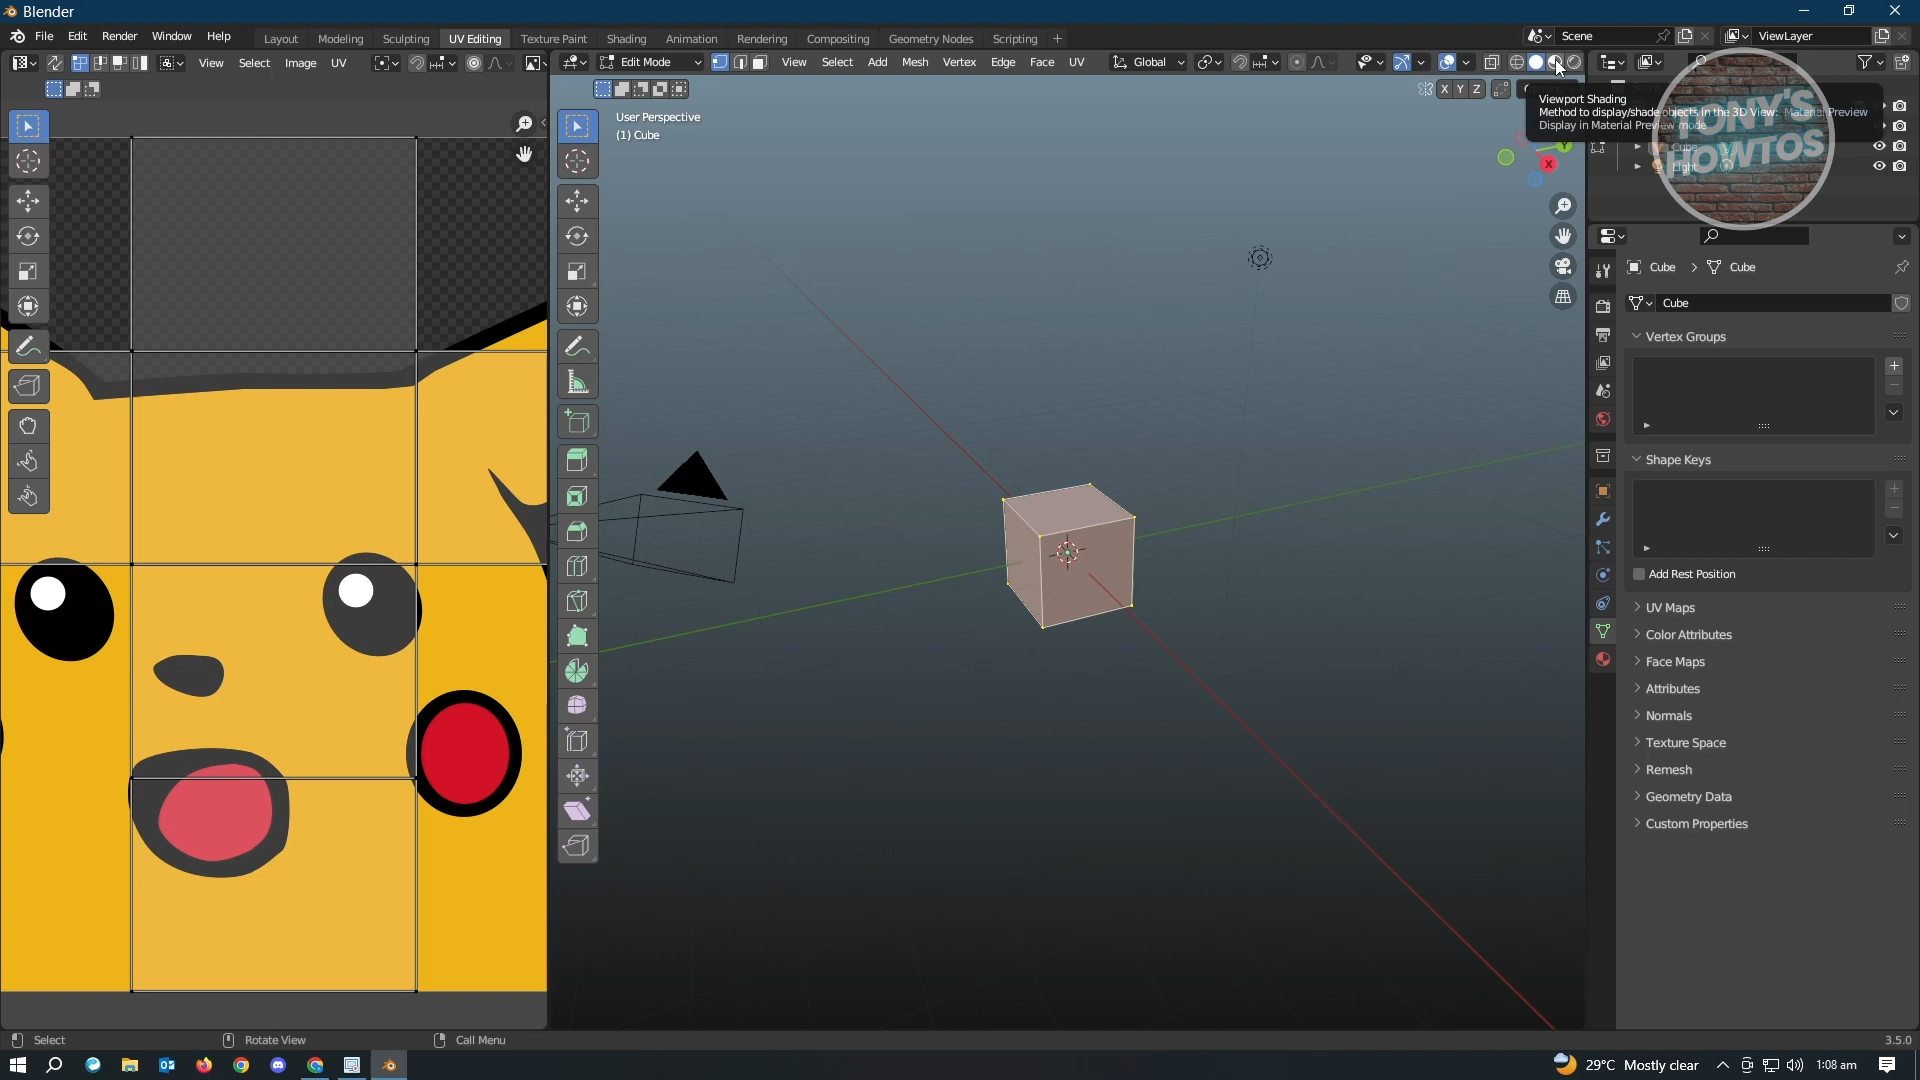 Blender
File Edit Render Window Help Layout Modeling Sculpting UV Editing Texture Paint Shading Animation Rendering Compositing Geometry Nodes Scripting + Scene ViewLayer
View Select Image UV Edit Mode View Select Add Mesh Vertex Edge Face UV Global
X Y Z
Viewport Shading
Method to display/shade objects in the 3D View: Material Preview
Display in Material Preview mode
TONY'S
HOWTOS
User Perspective
(1) Cube
Cube
Light
Y
X
Cube > Cube
Cube
Vertex Groups
Shape Keys
Add Rest Position
UV Maps
Color Attributes
Face Maps
Attributes
Normals
Texture Space
Remesh
Geometry Data
Custom Properties
Select Rotate View Call Menu 3.5.0
29°C Mostly clear 1:08 am